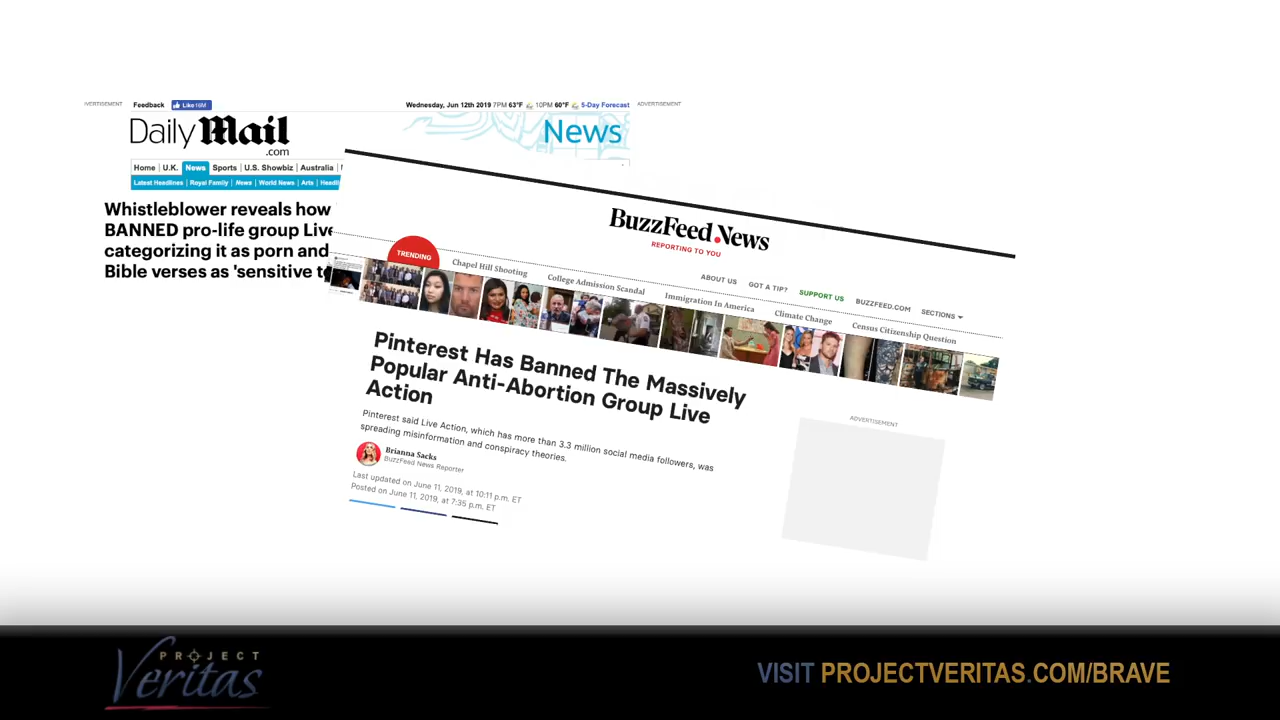 VERTISEMENT
Feedback
Like 16M
Wednesday, Jun 12th 2019 7PM 63°F 10PM 60°F 5-Day Forecast
ADVERTISEMENT
Daily Mail
.com
News
Home U.K. News Sports U.S. Showbiz Australia
Latest Headlines Royal Family News World News Arts Headli
Whistleblower reveals how
BANNED pro-life group Live
categorizing it as porn and
Bible verses as 'sensitive t
BuzzFeed News
REPORTING TO YOU
ABOUT US GOT A TIP? SUPPORT US BUZZFEED.COM SECTIONS
TRENDING
Chapel Hill Shooting College Admission Scandal Immigration In America Climate Change Census Citizenship Question
Pinterest Has Banned The Massively
Popular Anti-Abortion Group Live
Action
Pinterest said Live Action, which has more than 3.3 million social media followers, was
spreading misinformation and conspiracy theories.
Brianna Sacks
BuzzFeed News Reporter
Last updated on June 11, 2019, at 10:11 p.m. ET
Posted on June 11, 2019, at 7:35 p.m. ET
ADVERTISEMENT
PROJECT
Veritas
VISIT PROJECTVERITAS.COM/BRAVE